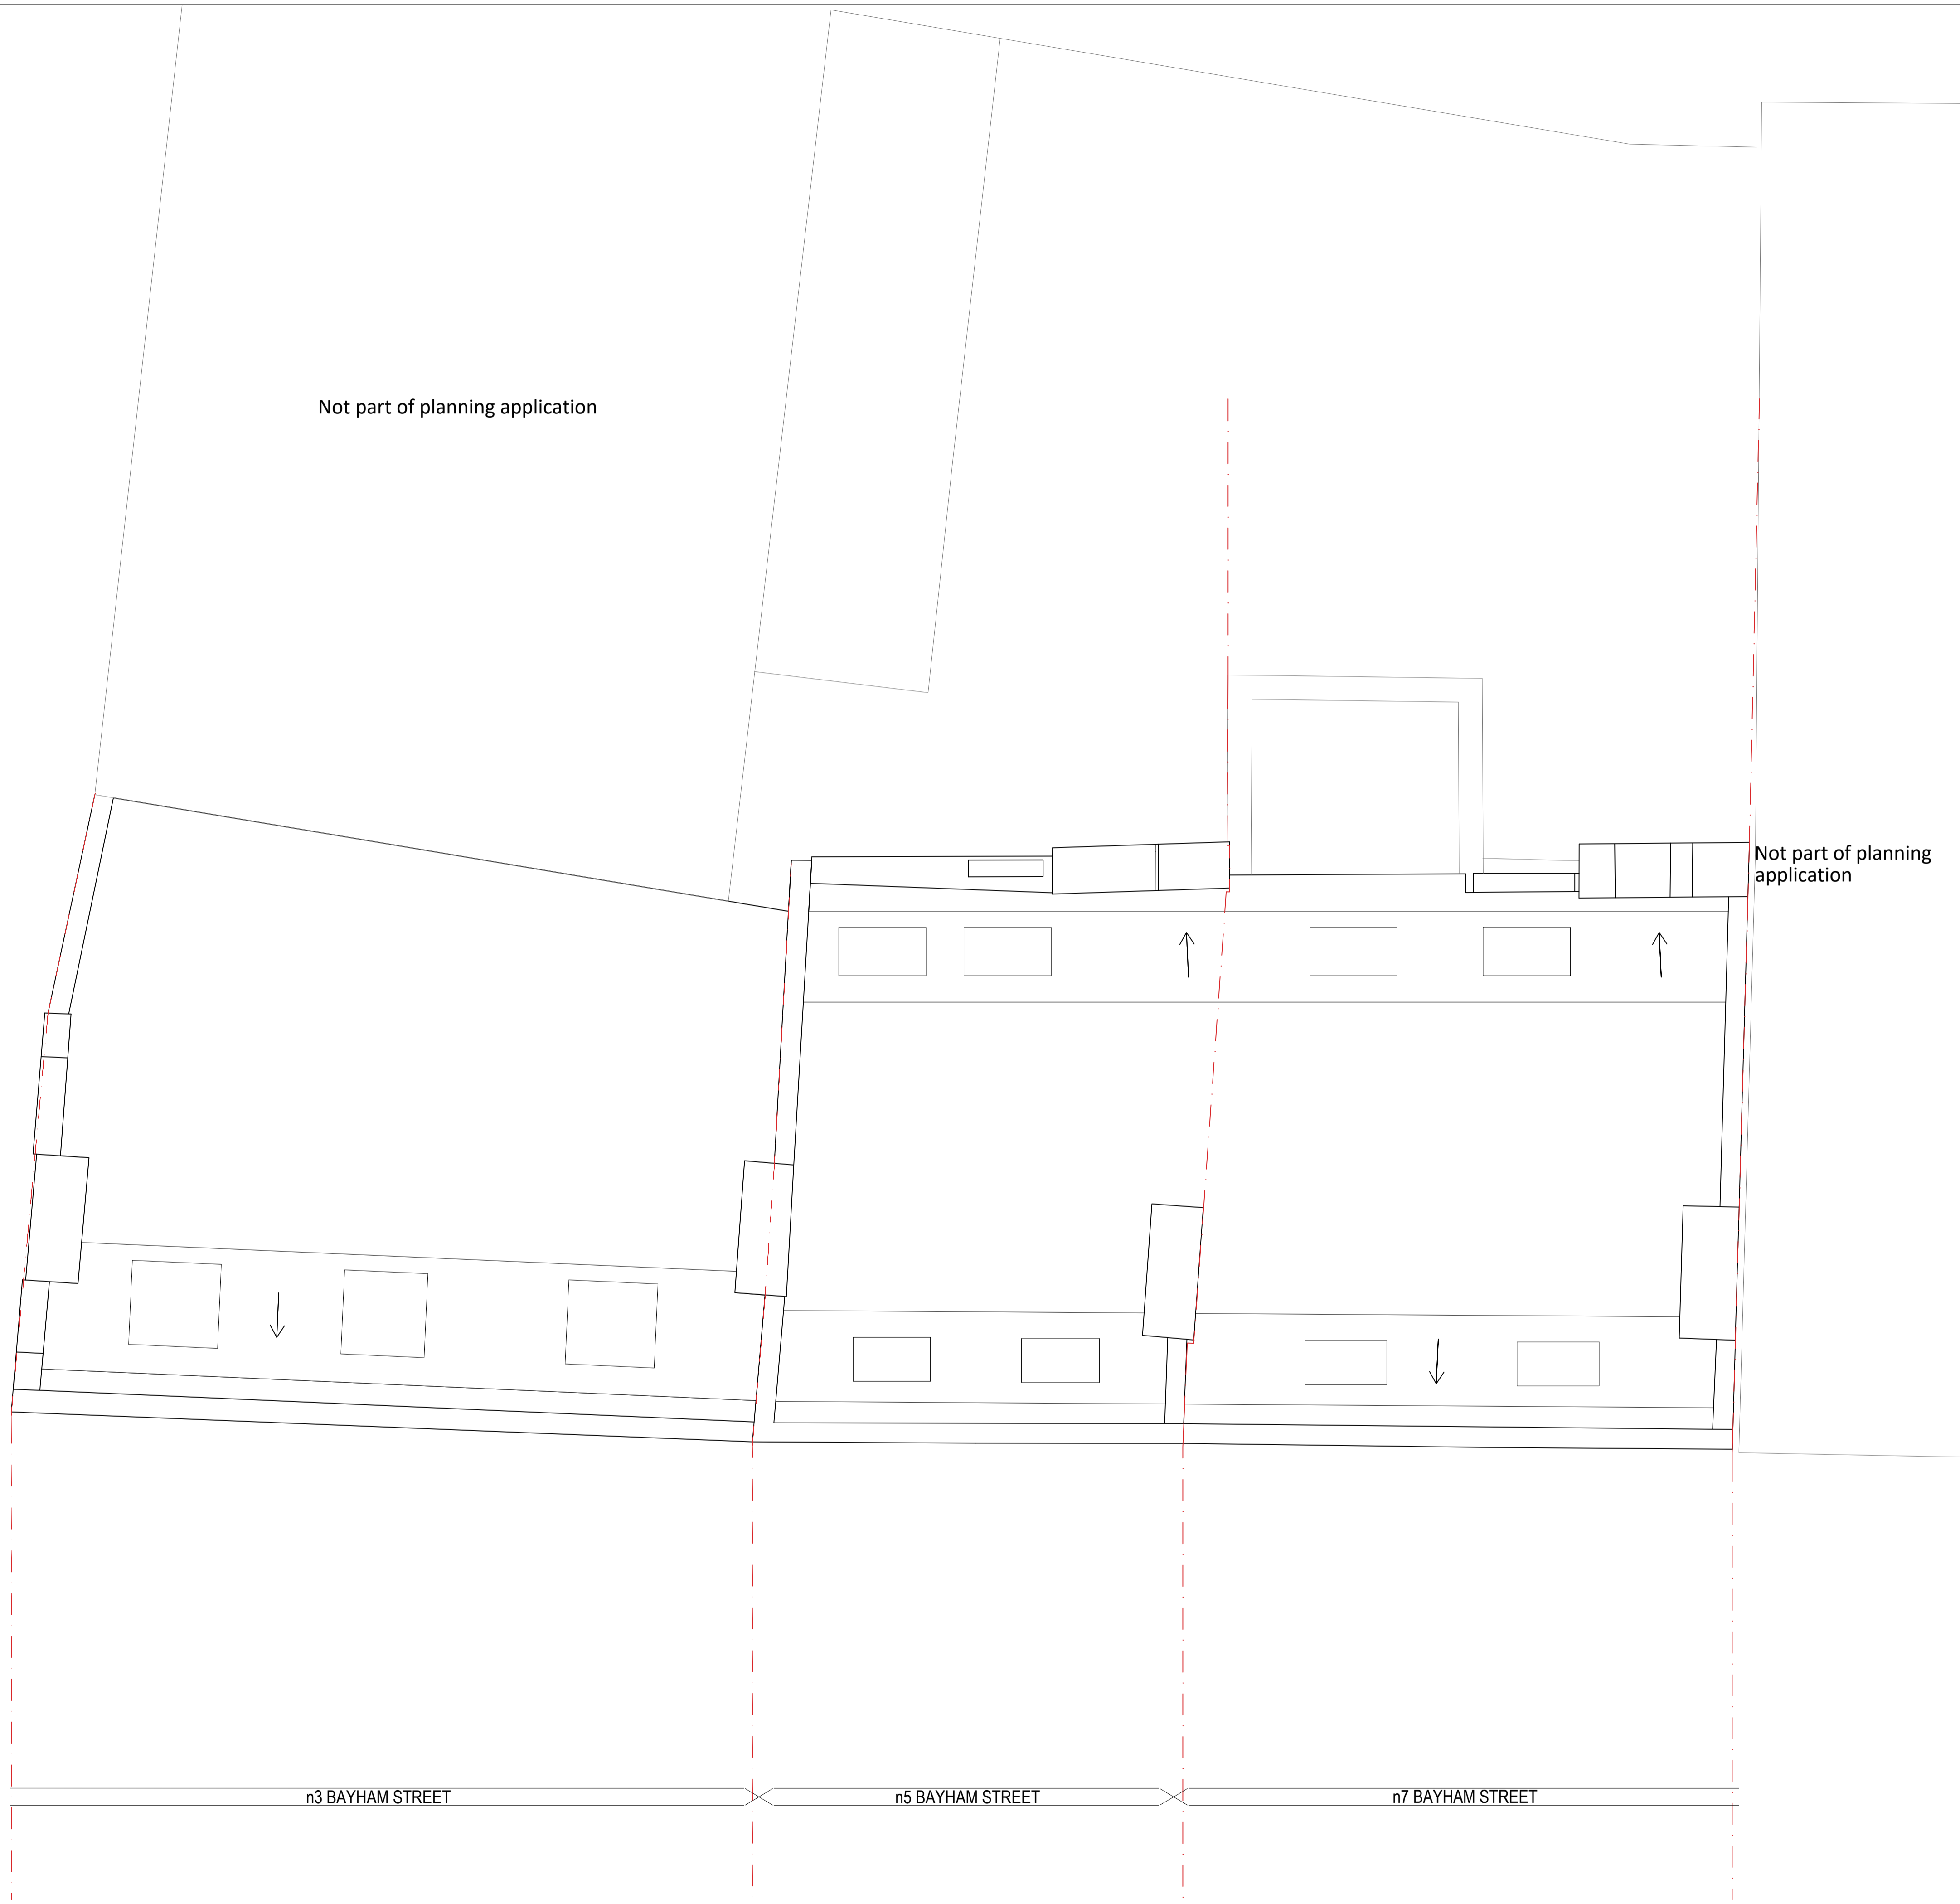 Not part of planning application
Not part of planning
application
n3 BAYHAM STREET
n5 BAYHAM STREET
n7 BAYHAM STREET